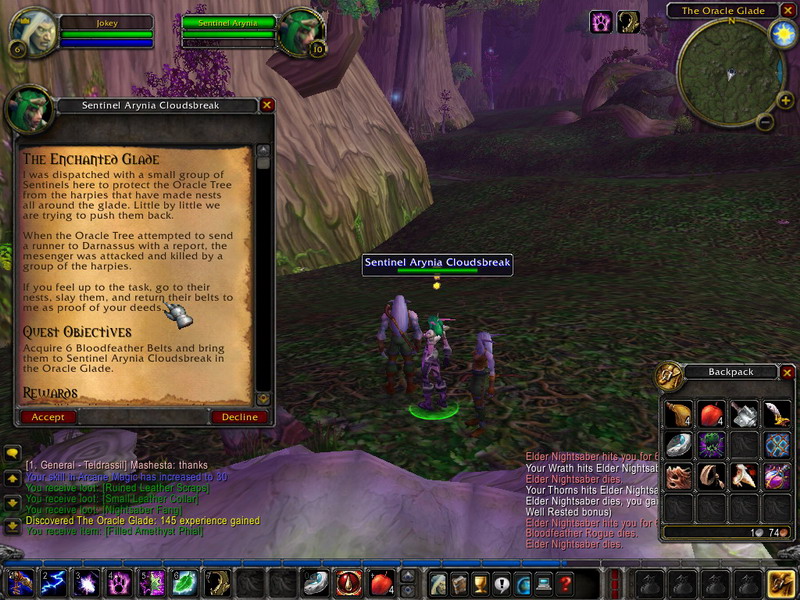 Jokey
6
Sentinel Arynia
10
The Oracle Glade
N
Sentinel Arynia Cloudsbreak
The Enchanted Glade
I was dispatched with a small group of
Sentinels here to protect the Oracle Tree
from the harpies that have made nests
all around the glade. Little by little we
are trying to push them back.
When the Oracle Tree attempted to send
a runner to Darnassus with a report, the
mesenger was attacked and killed by a
group of the harpies.
If you feel up to the task, go to their
nests, slay them, and return their belts to
me as proof of your deeds
Quest Objectives
Acquire 6 Bloodfeather Belts and bring
them to Sentinel Arynia Cloudsbreak in
the Oracle Glade.
Rewards
Accept
Decline
Sentinel Arynia Cloudsbreak
Backpack
4
4
1 74
[1. General - Teldrassil] Mashesta: thanks
Your skill in Arcane Magic has increased to 30
You receive loot: [Ruined Leather Scraps]
You receive loot: [Small Leather Collar]
You receive loot: [Nightsaber Fang]
Discovered The Oracle Glade: 145 experience gained
You receive item: [Filled Amethyst Phial]
Elder Nightsaber hits you for 6
Your Wrath hits Elder Nightsab
Elder Nightsaber dies.
Your Thorns hits Elder Nightsa
Elder Nightsaber dies, you ga
Well Rested bonus)
Elder Nightsaber hits you for
Bloodfeather Rogue dies.
Elder Nightsaber dies.
4